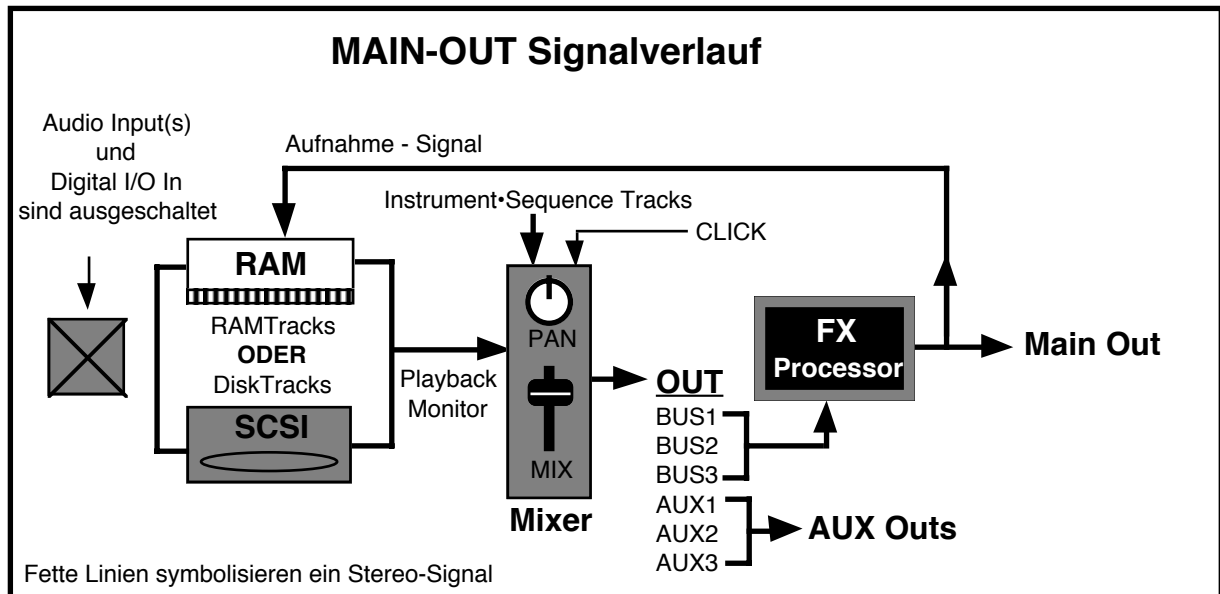 MAIN-OUT Signalverlauf
Audio Input(s)
und
Digital I/O In
sind ausgeschaltet
Aufnahme - Signal
Instrument•Sequence Tracks
CLICK
RAM
RAMTracks
ODER
DiskTracks
SCSI
Playback
Monitor
PAN
MIX
Mixer
OUT
BUS1
BUS2
BUS3
AUX1
AUX2
AUX3
FX
Processor
Main Out
AUX Outs
Fette Linien symbolisieren ein Stereo-Signal